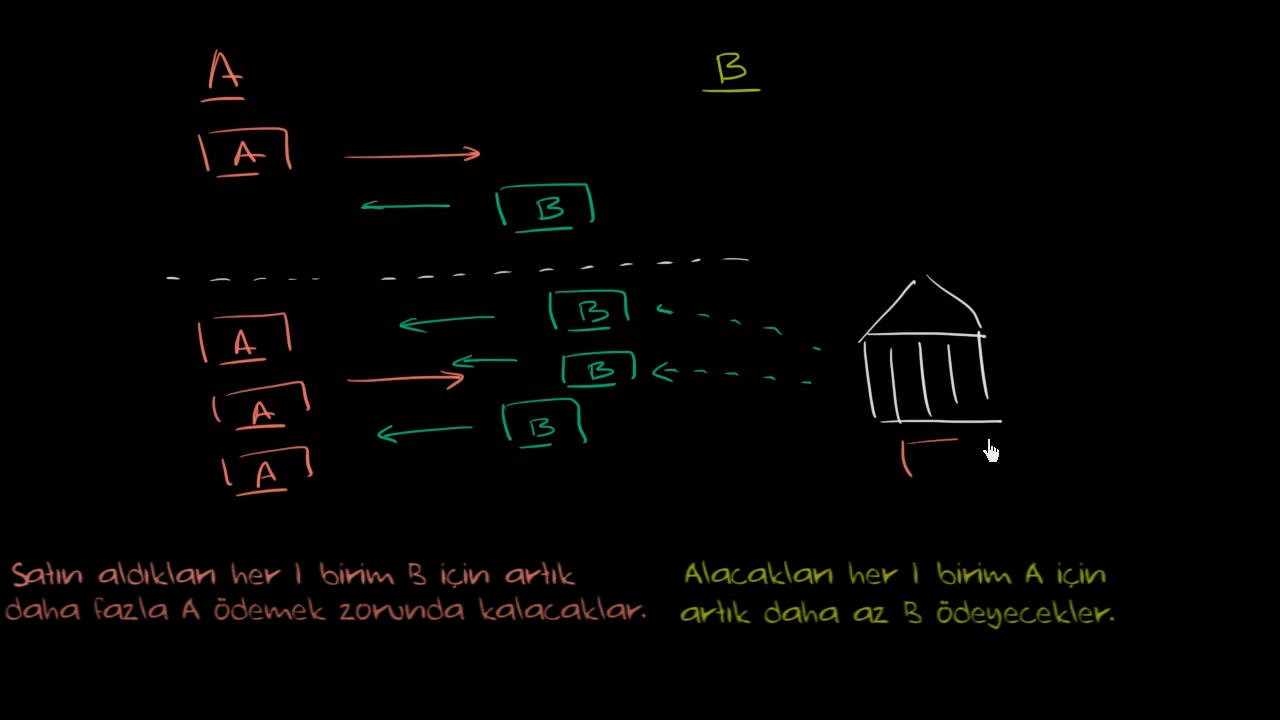 A
B
A
B
A
B
A
B
A
B
Satın aldıkları her 1 birim B için artık
daha fazla A ödemek zorunda kalacaklar.
Alacakları her 1 birim A için
artık daha az B ödeyecekler.